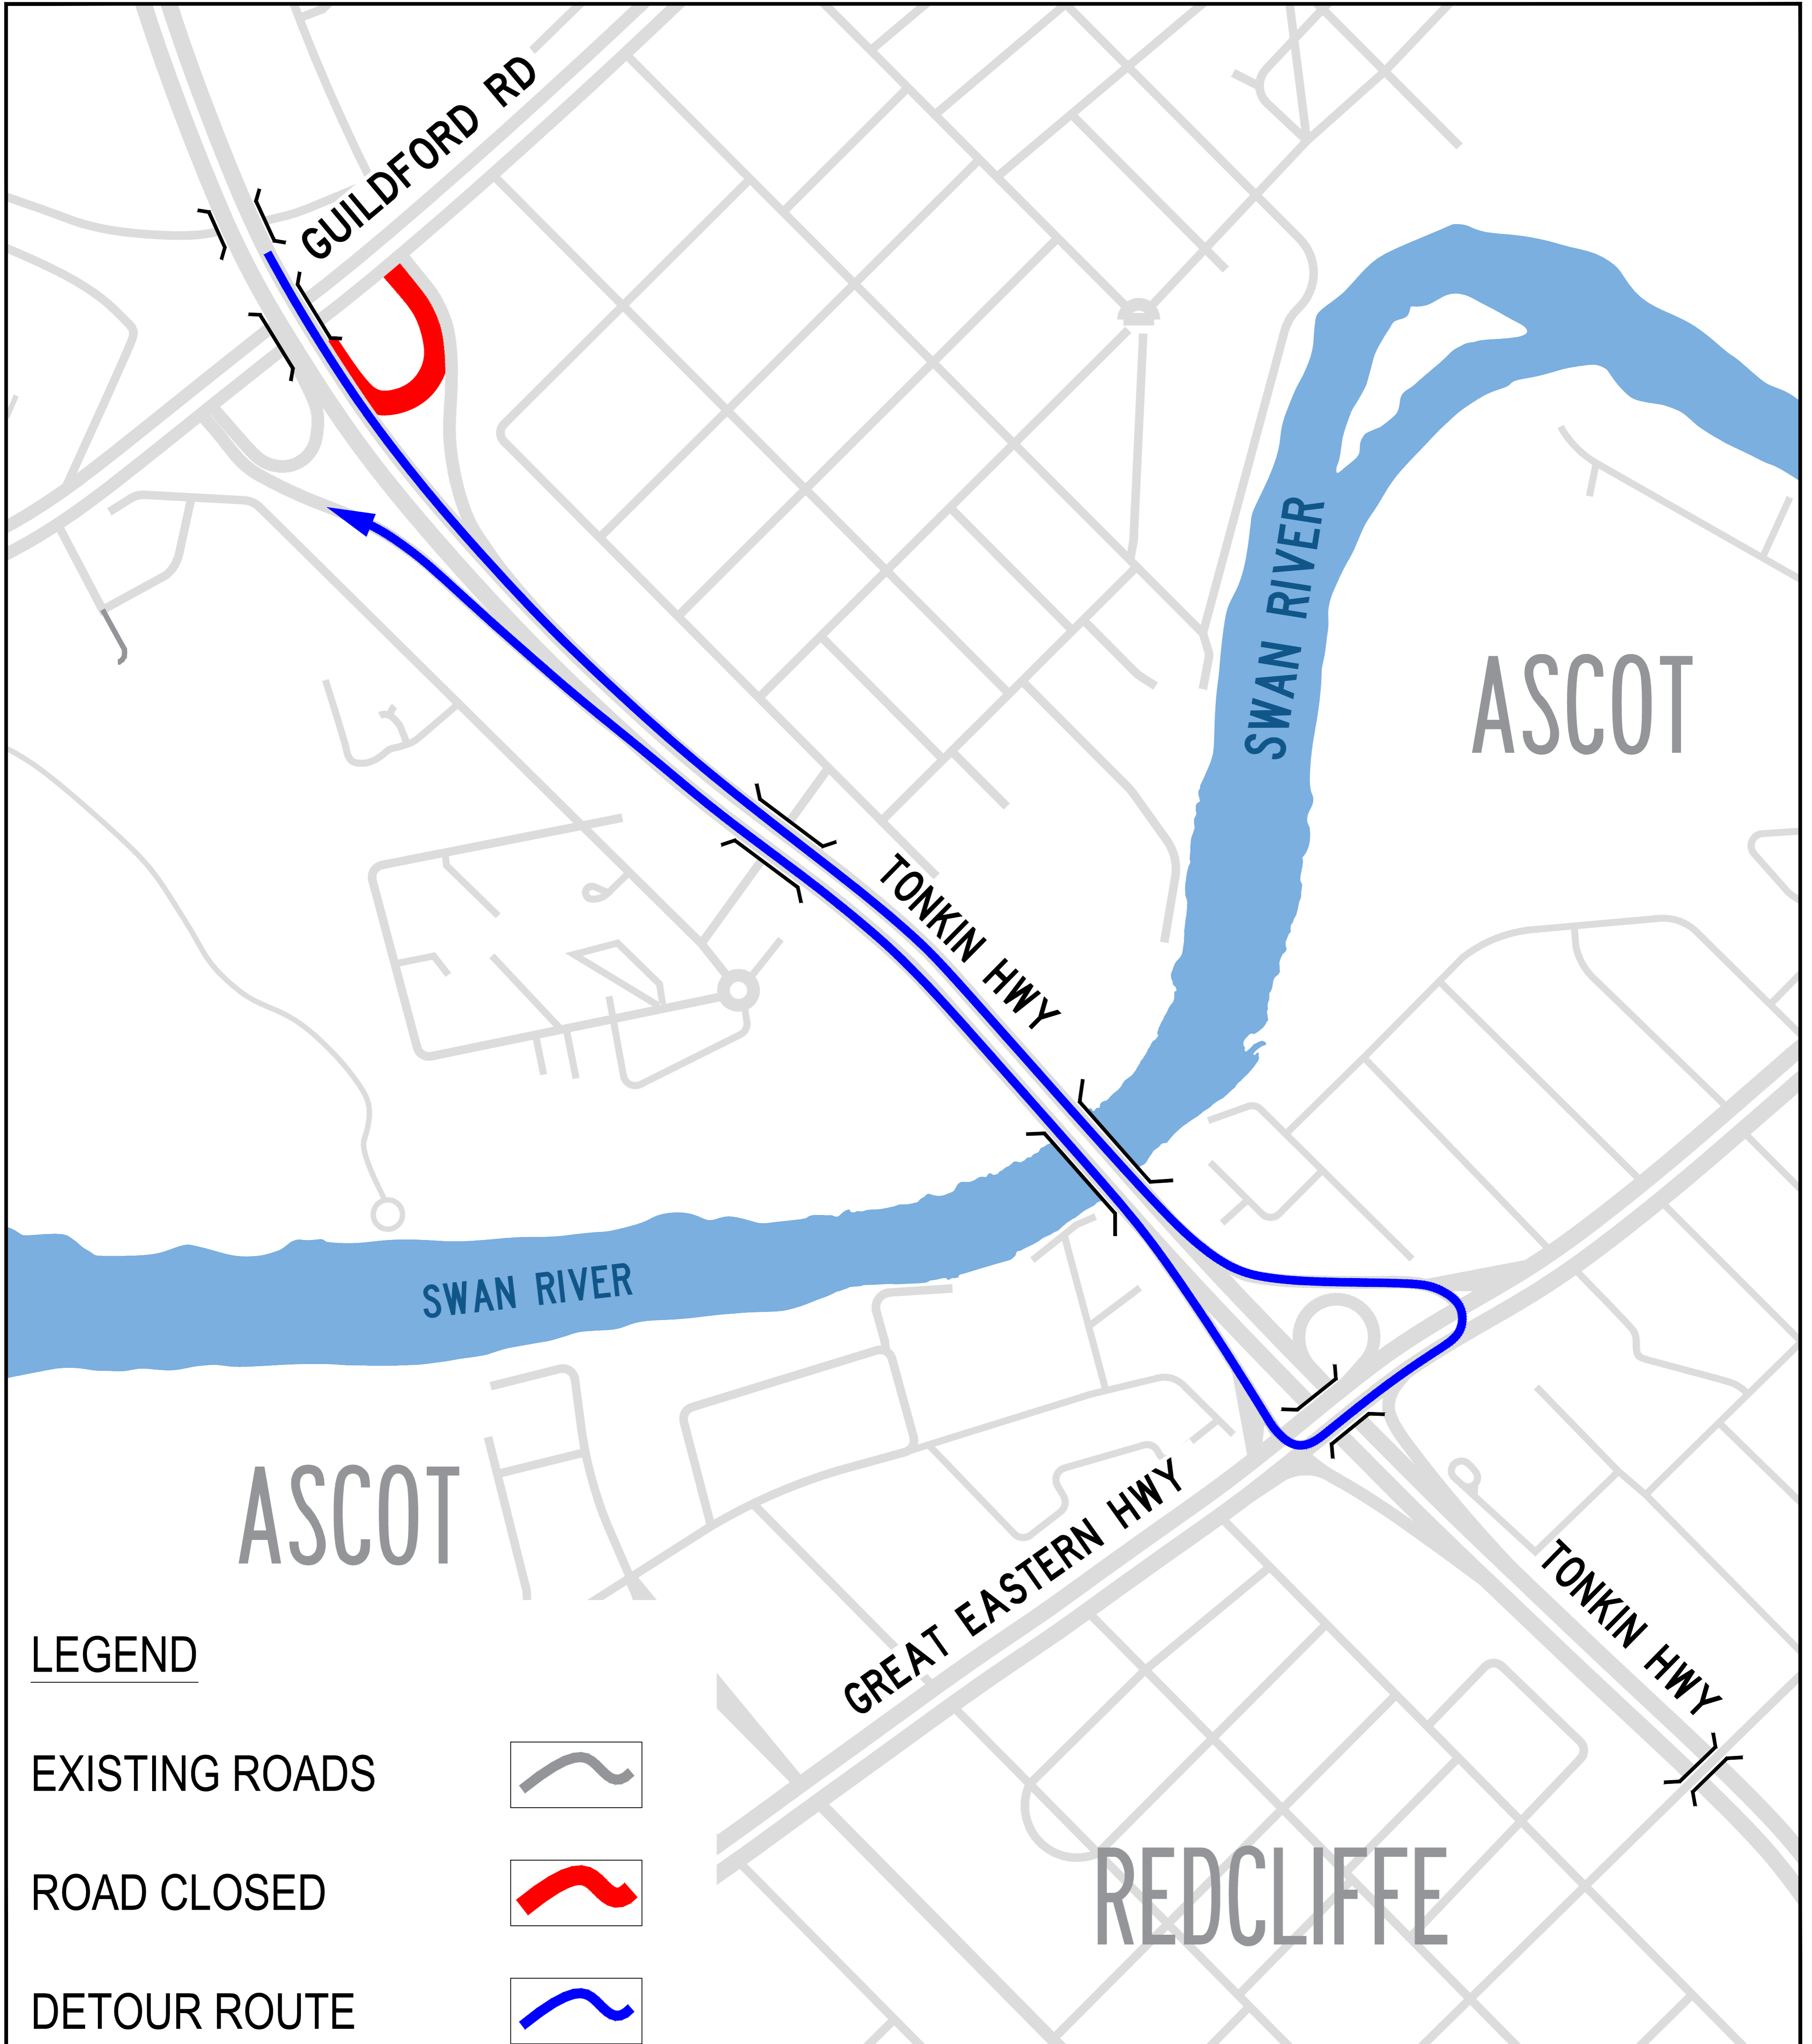 GUILDFORD RD
SWAN RIVER
ASCOT
TONKIN HWY
SWAN RIVER
ASCOT
GREAT EASTERN HWY
TONKIN HWY
REDCLIFFE
LEGEND
EXISTING ROADS
ROAD CLOSED
DETOUR ROUTE